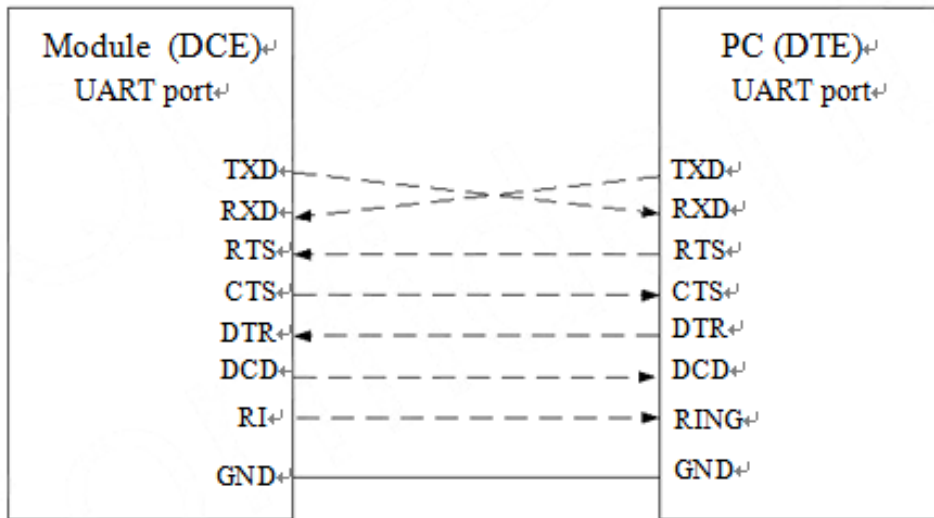 Module (DCE)↵
UART port↵
TXD↵
RXD↵
RTS↵
CTS↵
DTR↵
DCD↵
RI↵
GND↵
PC (DTE)↵
UART port↵
TXD↵
RXD↵
RTS↵
CTS↵
DTR↵
DCD↵
RING↵
GND↵